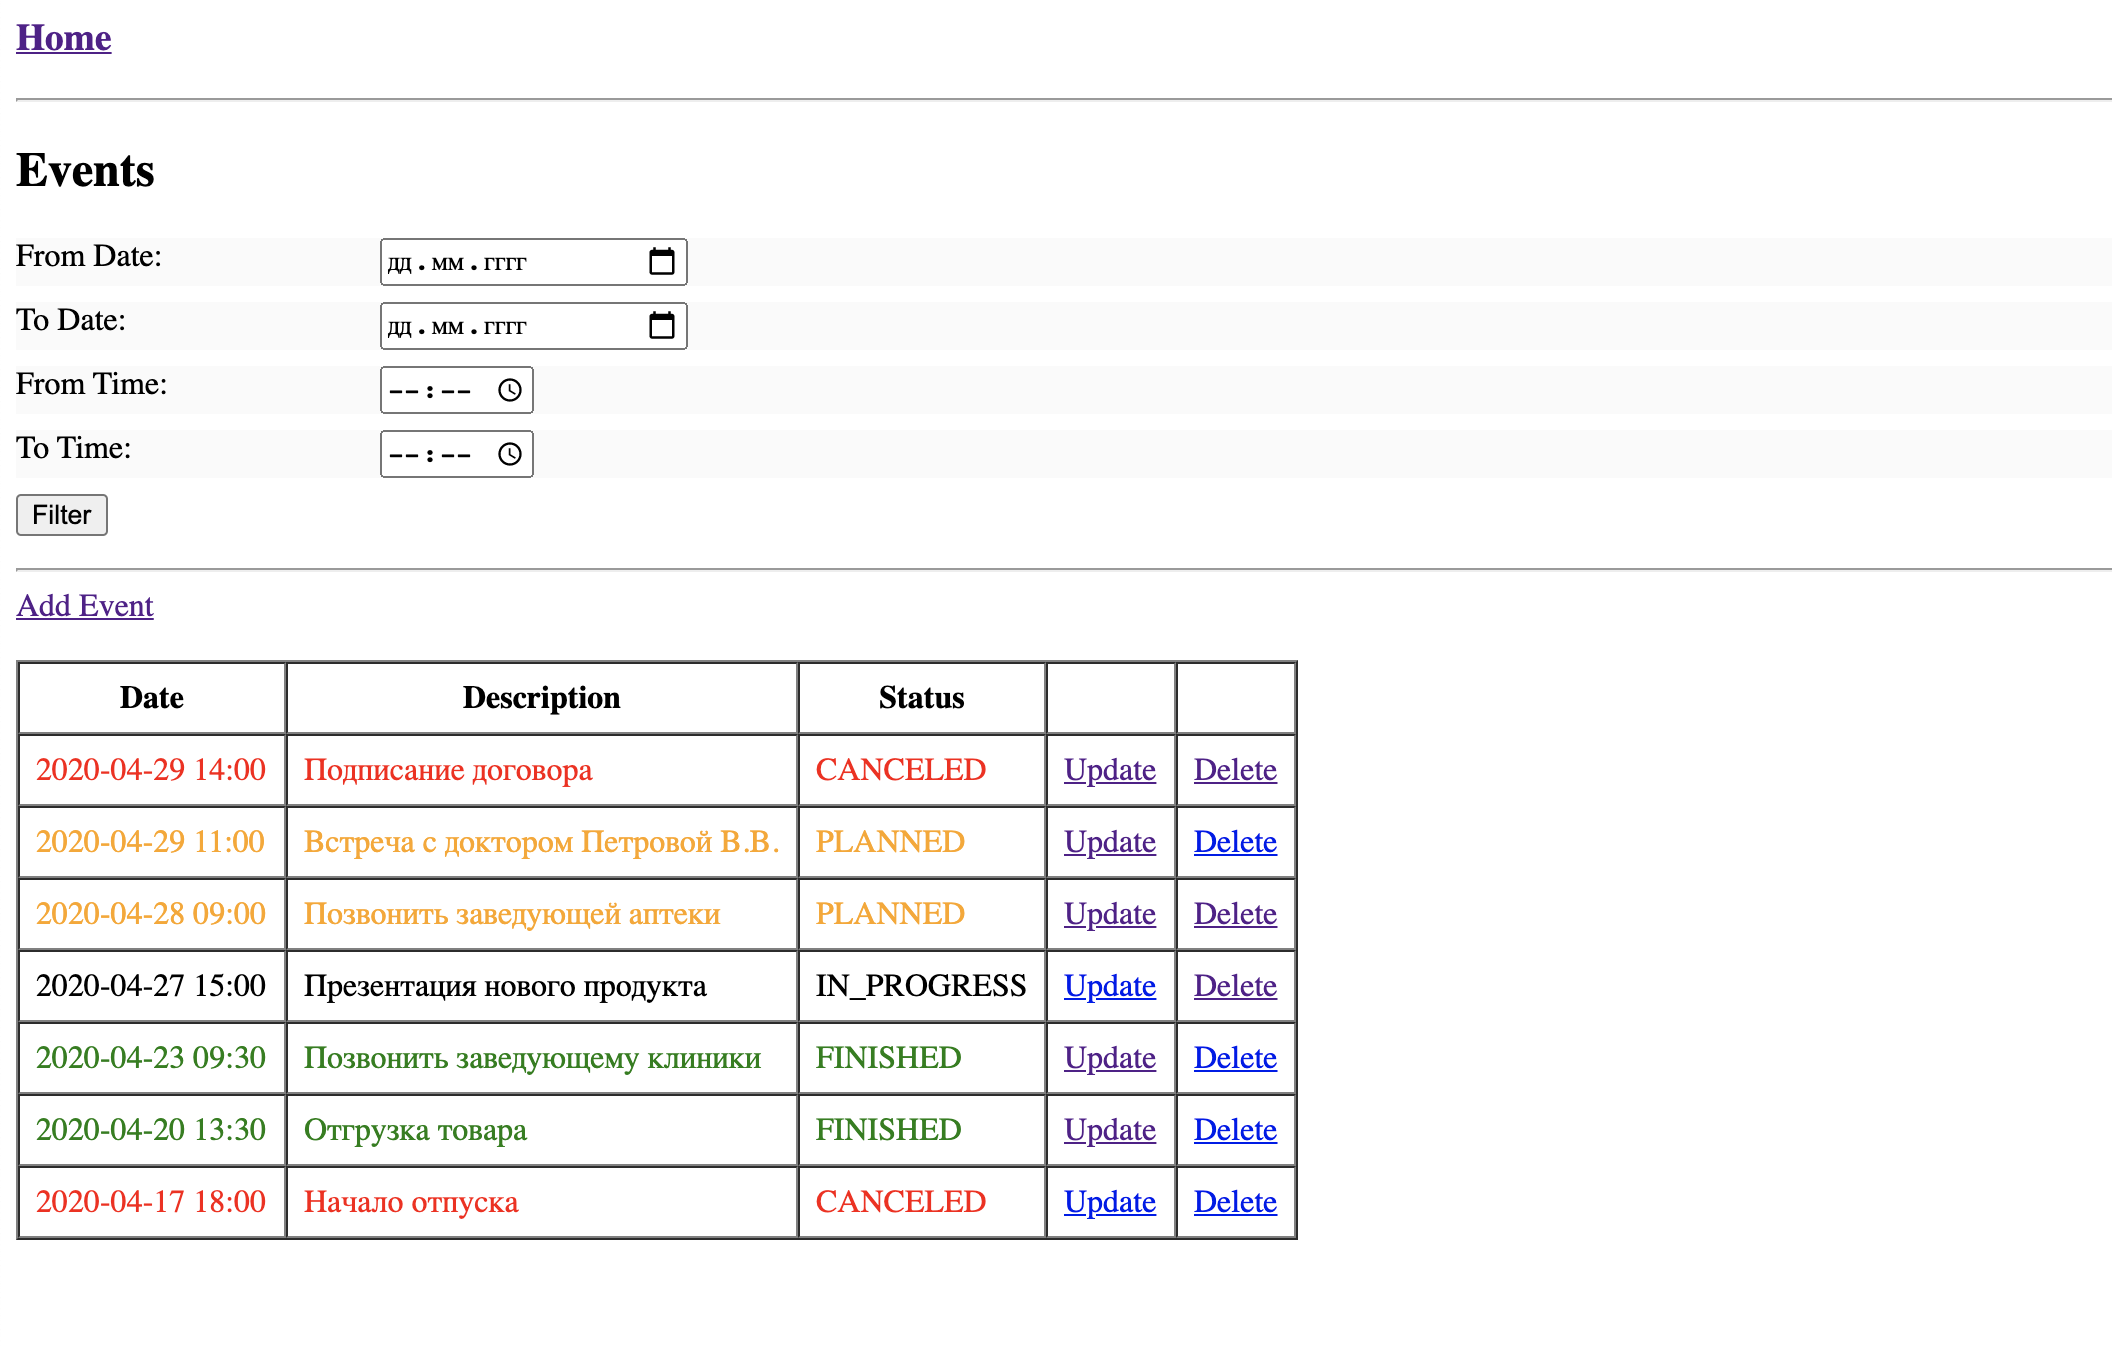 Home
Events
From Date: дд.мм.гггг
To Date: дд.мм.гггг
From Time: --:--
To Time: --:--
Filter
Add Event
Date Description Status
2020-04-29 14:00 Подписание договора CANCELED Update Delete
2020-04-29 11:00 Встреча с доктором Петровой В.В. PLANNED Update Delete
2020-04-28 09:00 Позвонить заведующей аптеки PLANNED Update Delete
2020-04-27 15:00 Презентация нового продукта IN_PROGRESS Update Delete
2020-04-23 09:30 Позвонить заведующему клиники FINISHED Update Delete
2020-04-20 13:30 Отгрузка товара FINISHED Update Delete
2020-04-17 18:00 Начало отпуска CANCELED Update Delete